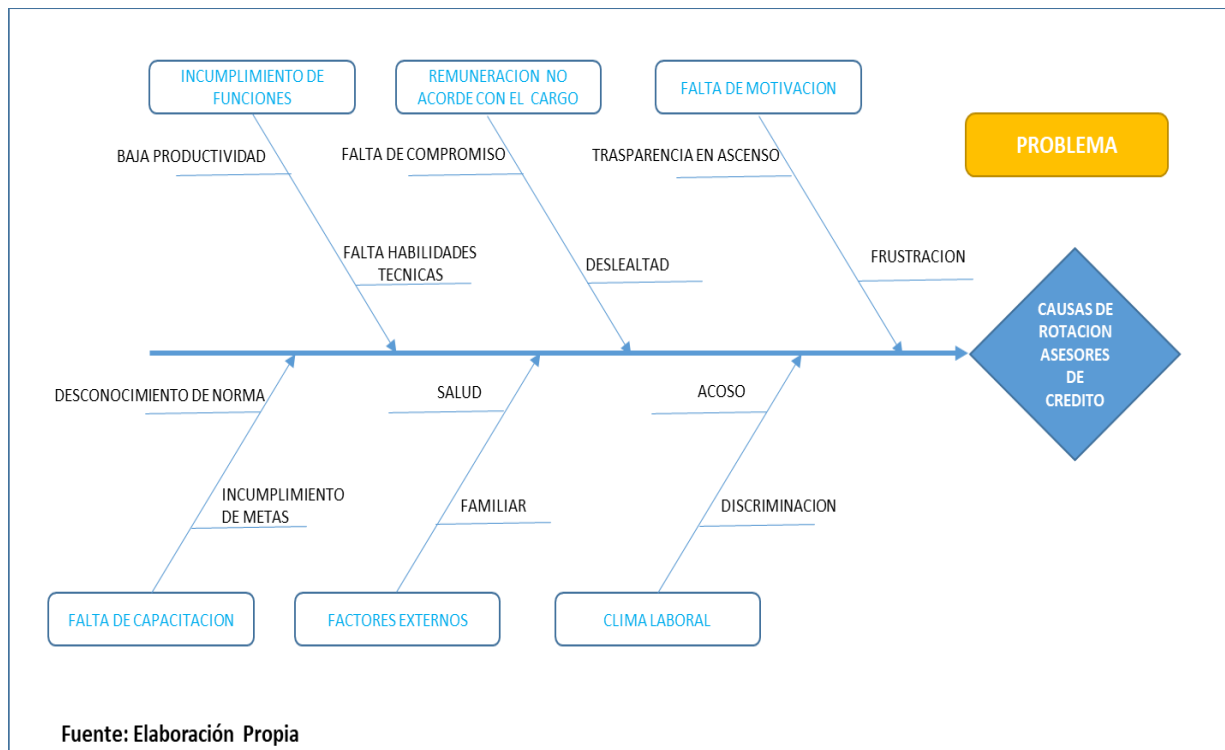 INCUMPLIMIENTO DE
FUNCIONES
REMUNERACION NO
ACORDE CON EL CARGO
FALTA DE MOTIVACION
PROBLEMA
BAJA PRODUCTIVIDAD
FALTA DE COMPROMISO
TRASPARENCIA EN ASCENSO
FALTA HABILIDADES
TECNICAS
DESLEALTAD
FRUSTRACION
CAUSAS DE
ROTACION
ASESORES
DE
CREDITO
DESCONOCIMIENTO DE NORMA
SALUD
ACOSO
INCUMPLIMIENTO
DE METAS
FAMILIAR
DISCRIMINACION
FALTA DE CAPACITACION
FACTORES EXTERNOS
CLIMA LABORAL
Fuente: Elaboración Propia